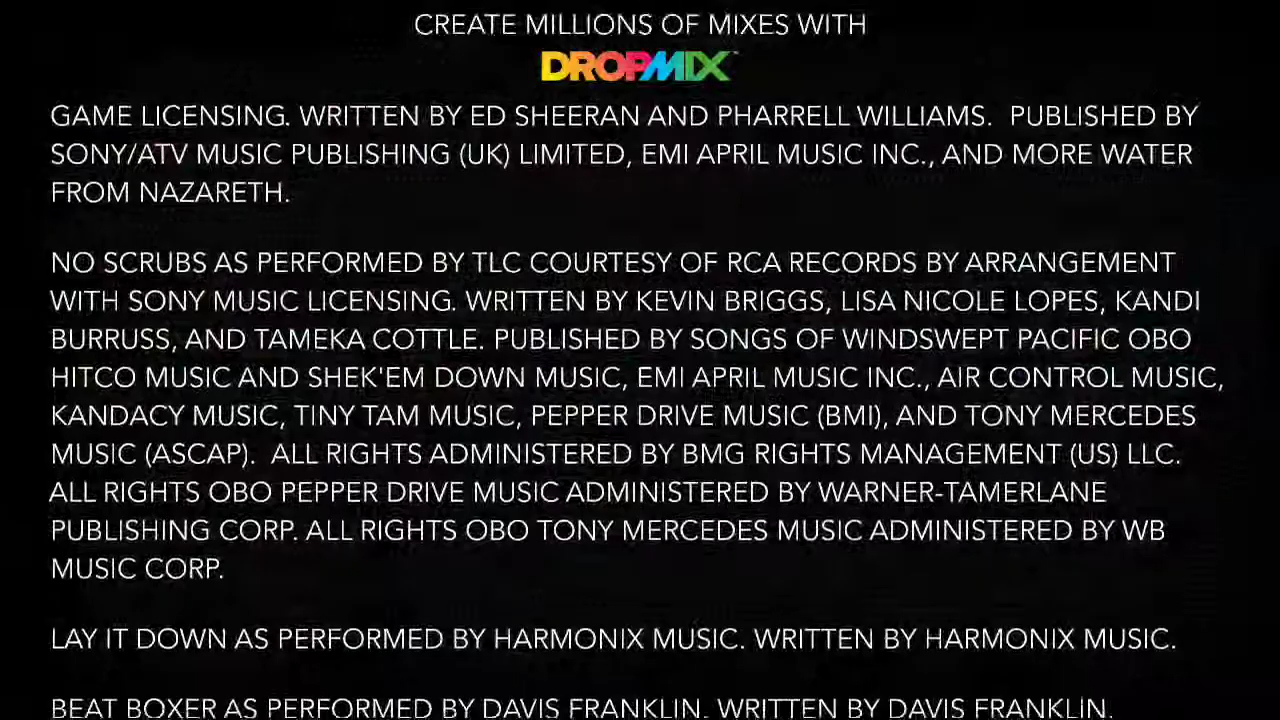 CREATE MILLIONS OF MIXES WITH
DROPMIX™
GAME LICENSING. WRITTEN BY ED SHEERAN AND PHARRELL WILLIAMS.  PUBLISHED BY
SONY/ATV MUSIC PUBLISHING (UK) LIMITED, EMI APRIL MUSIC INC., AND MORE WATER
FROM NAZARETH.
NO SCRUBS AS PERFORMED BY TLC COURTESY OF RCA RECORDS BY ARRANGEMENT
WITH SONY MUSIC LICENSING. WRITTEN BY KEVIN BRIGGS, LISA NICOLE LOPES, KANDI
BURRUSS, AND TAMEKA COTTLE. PUBLISHED BY SONGS OF WINDSWEPT PACIFIC OBO
HITCO MUSIC AND SHEK'EM DOWN MUSIC, EMI APRIL MUSIC INC., AIR CONTROL MUSIC,
KANDACY MUSIC, TINY TAM MUSIC, PEPPER DRIVE MUSIC (BMI), AND TONY MERCEDES
MUSIC (ASCAP).  ALL RIGHTS ADMINISTERED BY BMG RIGHTS MANAGEMENT (US) LLC.
ALL RIGHTS OBO PEPPER DRIVE MUSIC ADMINISTERED BY WARNER-TAMERLANE
PUBLISHING CORP. ALL RIGHTS OBO TONY MERCEDES MUSIC ADMINISTERED BY WB
MUSIC CORP.
LAY IT DOWN AS PERFORMED BY HARMONIX MUSIC. WRITTEN BY HARMONIX MUSIC.
BEAT BOXER AS PERFORMED BY DAVIS FRANKLIN. WRITTEN BY DAVIS FRANKLIN.